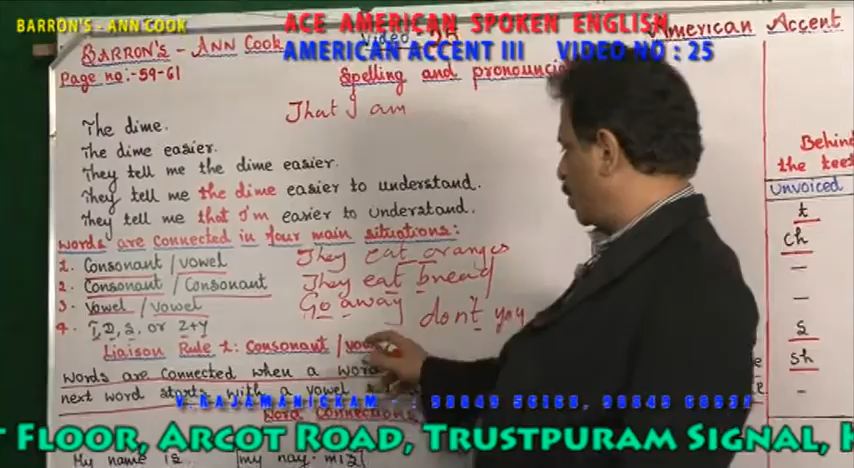 BARRON'S - ANN COOK
ACE AMERICAN SPOKEN ENGLISH
AMERICAN ACCENT III VIDEO NO : 25
BARRON'S - ANN COOK
American Accent
Page no:- 59-61
Spelling and
That I am
The dime.
The dime easier.
They tell me the dime easier.
They tell me the dime easier to understand.
They tell me that I'm easier to understand.
words are connected in four main situations:
1. Consonant / vowel
2. Consonant / Consonant
3. Vowel / vowel
4. T, D, S, or Z+Y
They eat oranges
They eat bread
Go away don't you
Liaison Rule 1: Consonant /
words are connected when a
next word starts with a vowel
Word Connections
My name is
Behind
the teeth
Unvoiced
t
ch
-
-
s
sh
-
V.RAJAMANICKAM -
FLOOR, ARCOT ROAD, TRUSTPURAM SIGNAL,